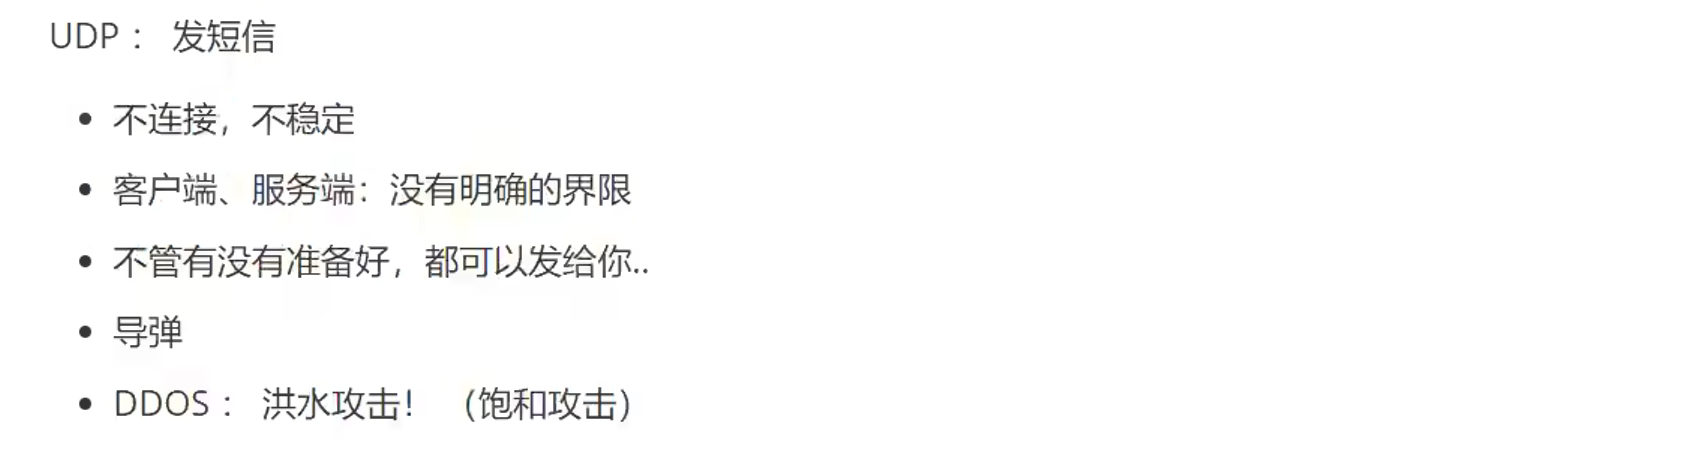 UDP： 发短信
• 不连接，不稳定
• 客户端、服务端：没有明确的界限
• 不管有没有准备好，都可以发给你..
• 导弹
• DDOS： 洪水攻击！ （饱和攻击）